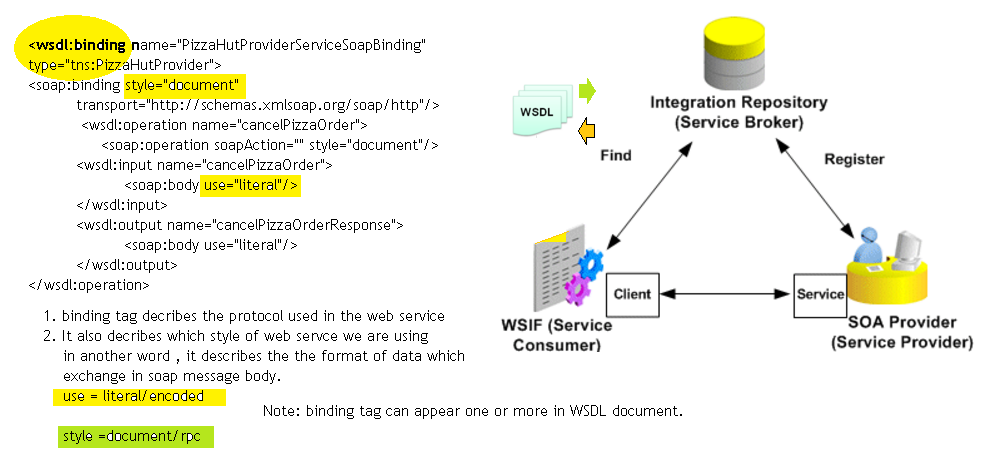 <wsdl:binding name="PizzaHutProviderServiceSoapBinding"
type="tns:PizzaHutProvider">
<soap:binding style="document"
transport="http://schemas.xmlsoap.org/soap/http"/>
<wsdl:operation name="cancelPizzaOrder">
<soap:operation soapAction="" style="document"/>
<wsdl:input name="cancelPizzaOrder">
<soap:body use="literal"/>
</wsdl:input>
<wsdl:output name="cancelPizzaOrderResponse">
<soap:body use="literal"/>
</wsdl:output>
</wsdl:operation>
1. binding tag decribes the protocol used in the web service
2. It also decribes which style of web servce we are using
in another word , it describes the the format of data which
exchange in soap message body.
use = literal/encoded
style =document/rpc
Note: binding tag can appear one or more in WSDL document.
WSDL
Integration Repository
(Service Broker)
Find
Register
Client
Service
WSIF (Service
Consumer)
SOA Provider
(Service Provider)